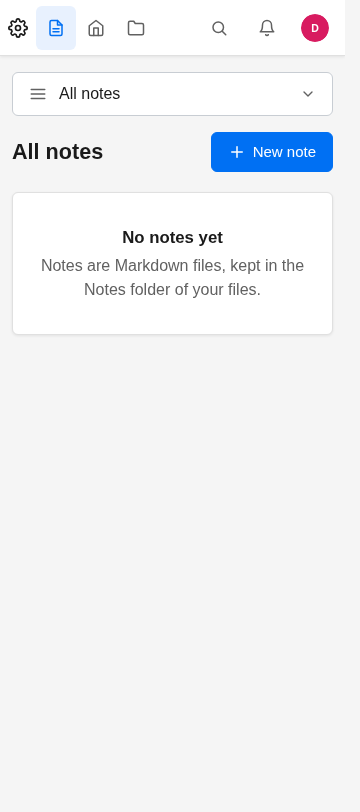 D
All notes
All notes
New note
No notes yet
Notes are Markdown files, kept in the
Notes folder of your files.